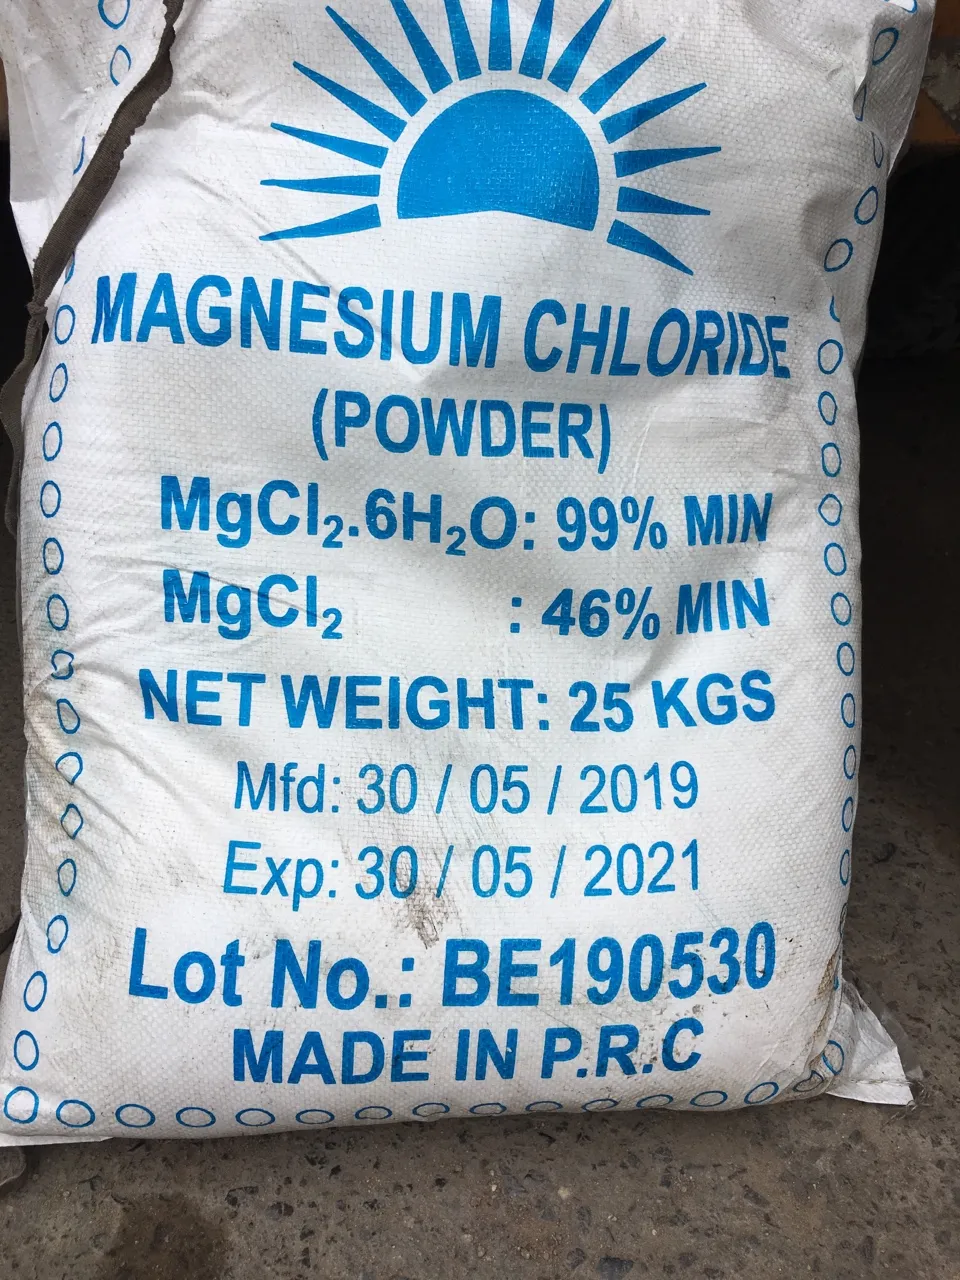 MAGNESIUM CHLORIDE
(POWDER)
MgCl₂.6H₂O: 99% MIN
MgCl₂ : 46% MIN
NET WEIGHT: 25 KGS
Mfd: 30 / 05 / 2019
Exp: 30 / 05 / 2021
Lot No.: BE190530
MADE IN P.R.C